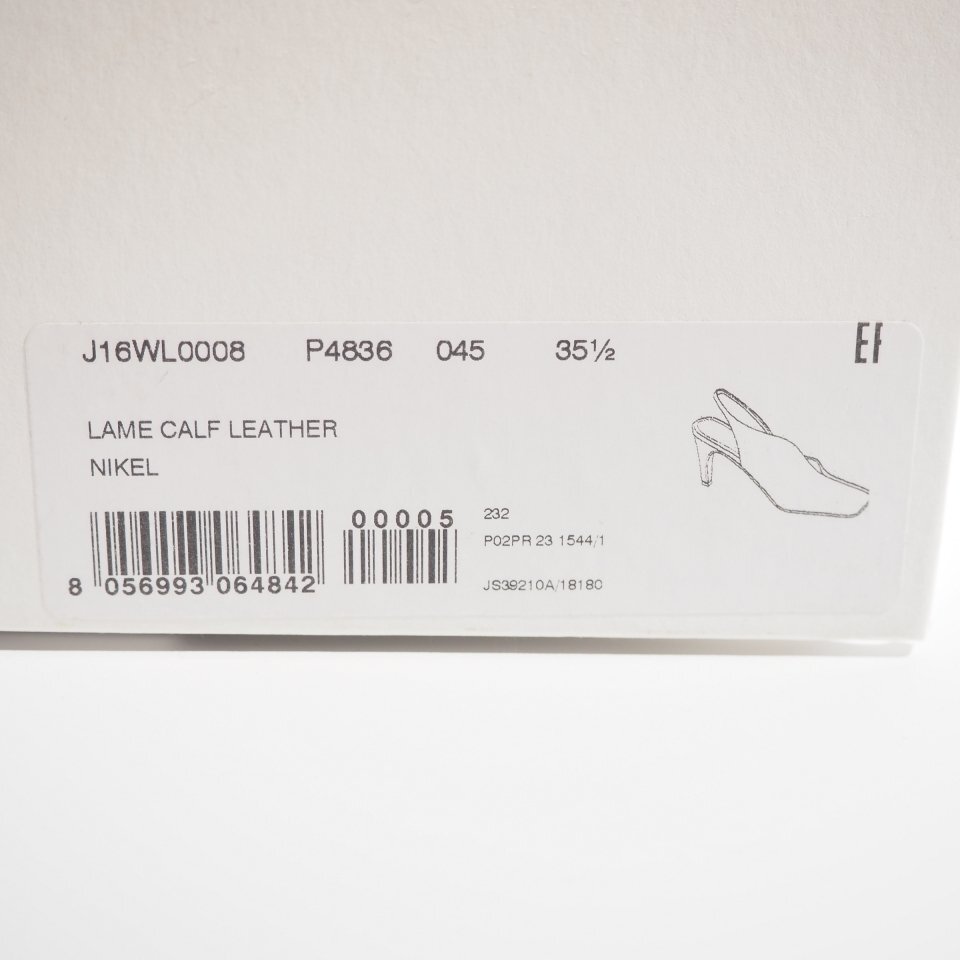 J16WL0008 P4836 045 35½
LAME CALF LEATHER
NIKEL
00005
8 056993 064842
232
P02PR 23 1544/1
JS39210A/18180